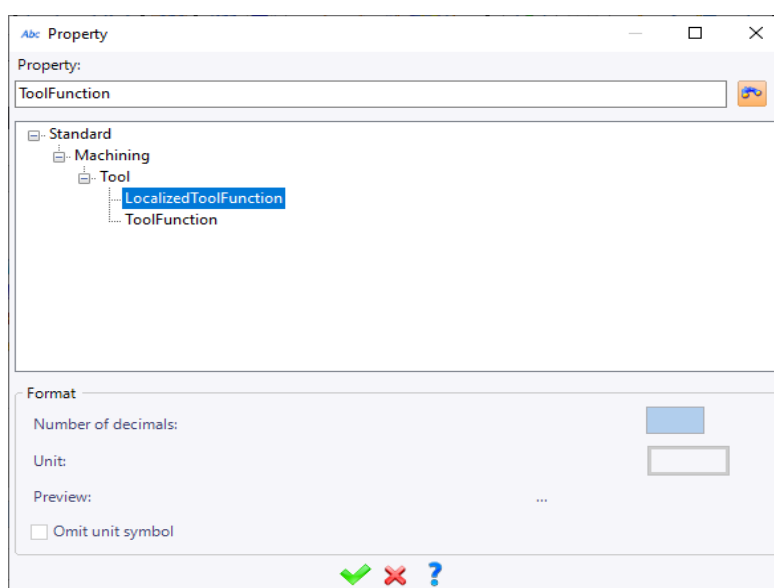 Abc Property
Property:
ToolFunction
Standard
Machining
Tool
LocalizedToolFunction
ToolFunction
Format
Number of decimals:
Unit:
Preview: ...
Omit unit symbol
?